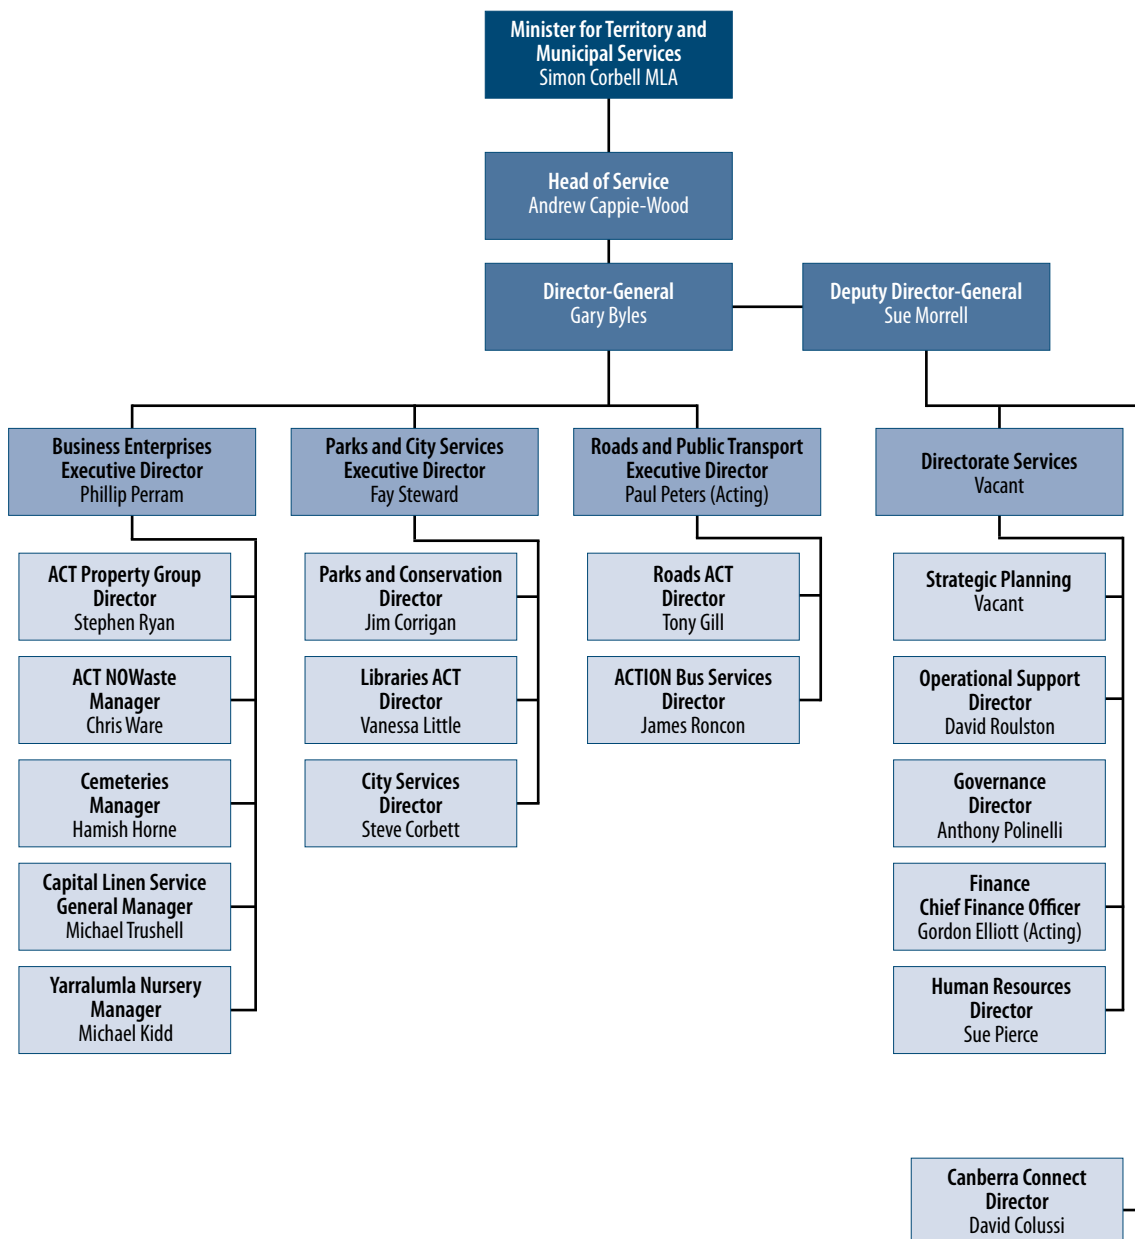 Minister for Territory and
Municipal Services
Simon Corbell MLA
Head of Service
Andrew Cappie-Wood
Director-General
Gary Byles
Deputy Director-General
Sue Morrell
Business Enterprises
Executive Director
Phillip Perram
Parks and City Services
Executive Director
Fay Steward
Roads and Public Transport
Executive Director
Paul Peters (Acting)
Directorate Services
Vacant
ACT Property Group
Director
Stephen Ryan
ACT NOWaste
Manager
Chris Ware
Cemeteries
Manager
Hamish Horne
Capital Linen Service
General Manager
Michael Trushell
Yarralumla Nursery
Manager
Michael Kidd
Parks and Conservation
Director
Jim Corrigan
Libraries ACT
Director
Vanessa Little
City Services
Director
Steve Corbett
Roads ACT
Director
Tony Gill
ACTION Bus Services
Director
James Roncon
Strategic Planning
Vacant
Operational Support
Director
David Roulston
Governance
Director
Anthony Polinelli
Finance
Chief Finance Officer
Gordon Elliott (Acting)
Human Resources
Director
Sue Pierce
Canberra Connect
Director
David Colussi